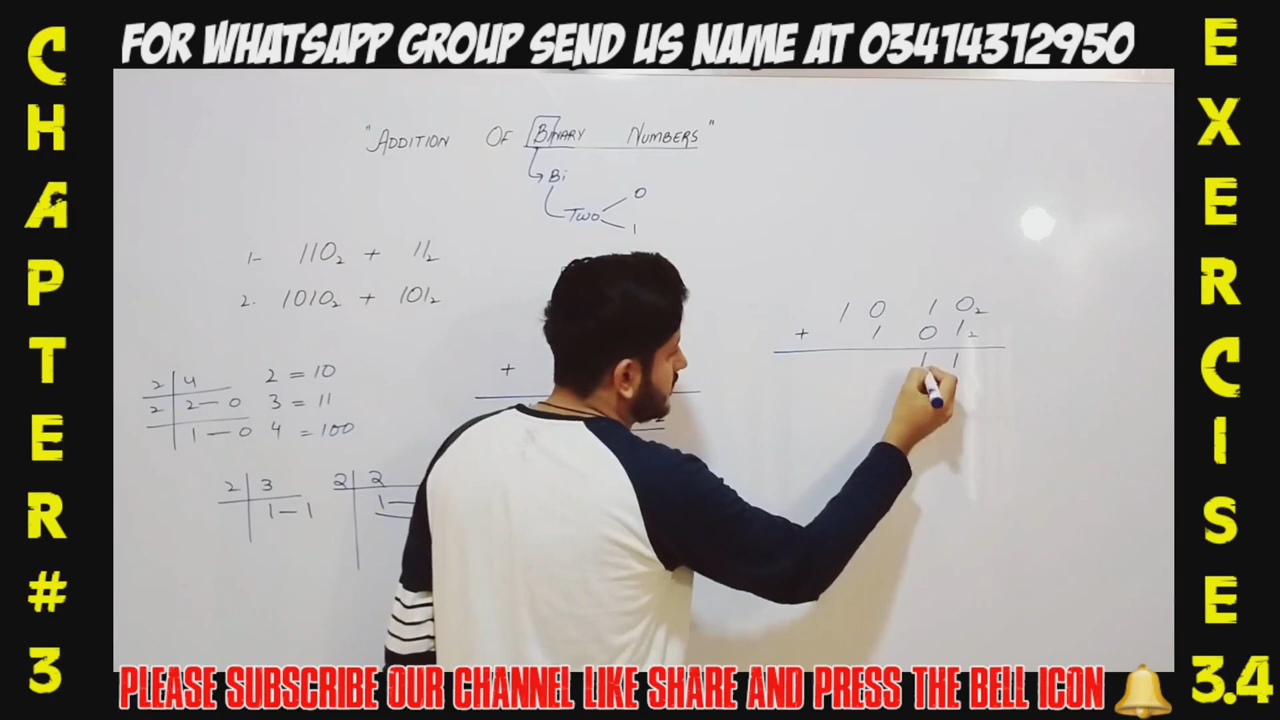 FOR WHATSAPP GROUP SEND US NAME AT 03414312950
CHAPTER#3
EXERCISE 3.4
"ADDITION OF BINARY NUMBERS"
Bi
Two
0
1
1- 110₂ + 11₂
2. 1010₂ + 101₂
2 4
2 2 — 0
1 — 0
2 = 10
3 = 11
4 = 100
2 3
1 — 1
2 2
1 —
+
1 0 1 0₂
+ 1 0 1₂
1 1
PLEASE SUBSCRIBE OUR CHANNEL LIKE SHARE AND PRESS THE BELL ICON